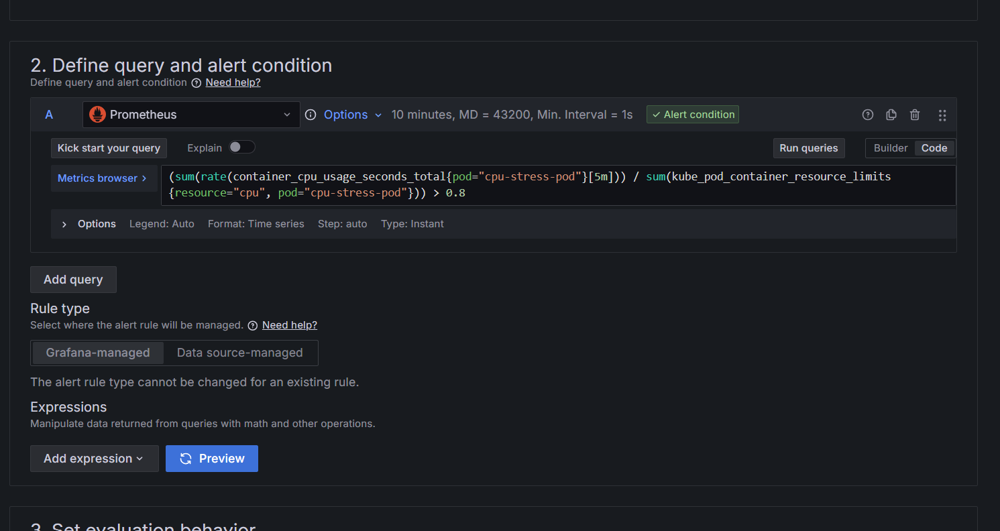 2. Define query and alert condition
Define query and alert condition Need help?
A Prometheus Options 10 minutes, MD = 43200, Min. Interval = 1s Alert condition
Kick start your query Explain Run queries Builder Code
Metrics browser > (sum(rate(container_cpu_usage_seconds_total{pod="cpu-stress-pod"}[5m])) / sum(kube_pod_container_resource_limits
{resource="cpu", pod="cpu-stress-pod"})) > 0.8
Options Legend: Auto Format: Time series Step: auto Type: Instant
Add query
Rule type
Select where the alert rule will be managed. Need help?
Grafana-managed Data source-managed
The alert rule type cannot be changed for an existing rule.
Expressions
Manipulate data returned from queries with math and other operations.
Add expression Preview
3. Set evaluation behavior